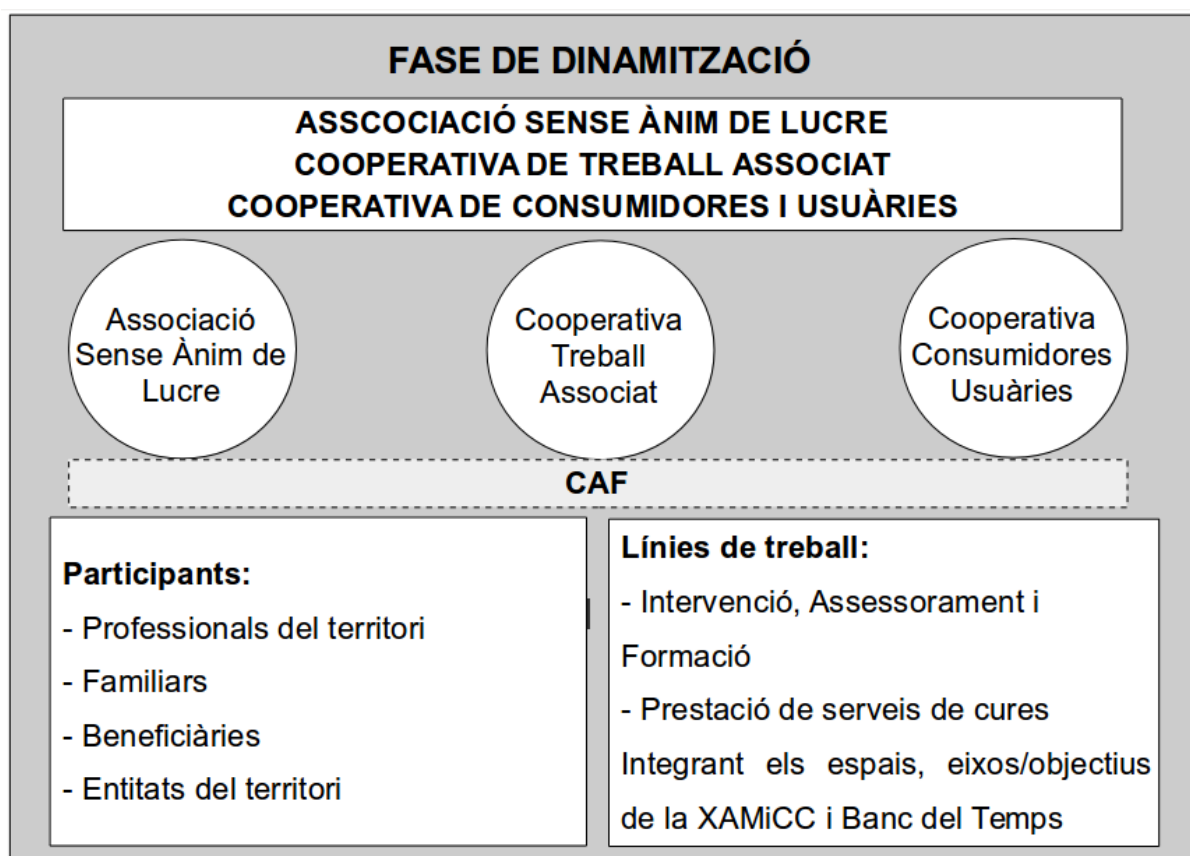 FASE DE DINAMITZACIÓ
ASSCOCIACIÓ SENSE ÀNIM DE LUCRE
COOPERATIVA DE TREBALL ASSOCIAT
COOPERATIVA DE CONSUMIDORES I USUÀRIES
Associació
Sense Ànim de
Lucre
Cooperativa
Treball
Associat
Cooperativa
Consumidores
Usuàries
CAF
Participants:
- Professionals del territori
- Familiars
- Beneficiàries
- Entitats del territori
Línies de treball:
- Intervenció, Assessorament i
Formació
- Prestació de serveis de cures
Integrant els espais, eixos/objectius
de la XAMiCC i Banc del Temps